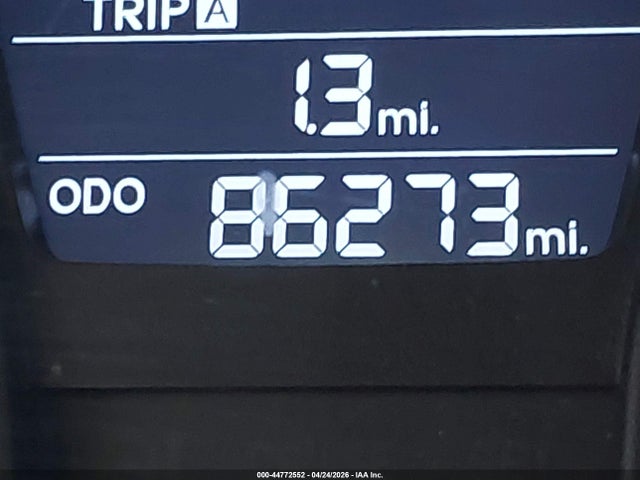 TRIP A
1.3 mi.
ODO 86273 mi.
000-44772552 - 04/24/2026 - IAA Inc.